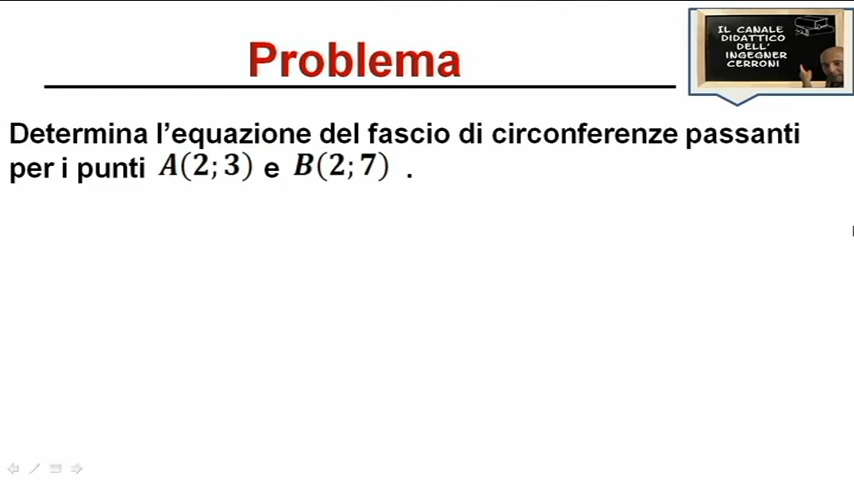 Problema
IL CANALE
DIDATTICO
DELL'
INGEGNER
CERRONI
Determina l'equazione del fascio di circonferenze passanti
per i punti A(2;3) e B(2;7) .